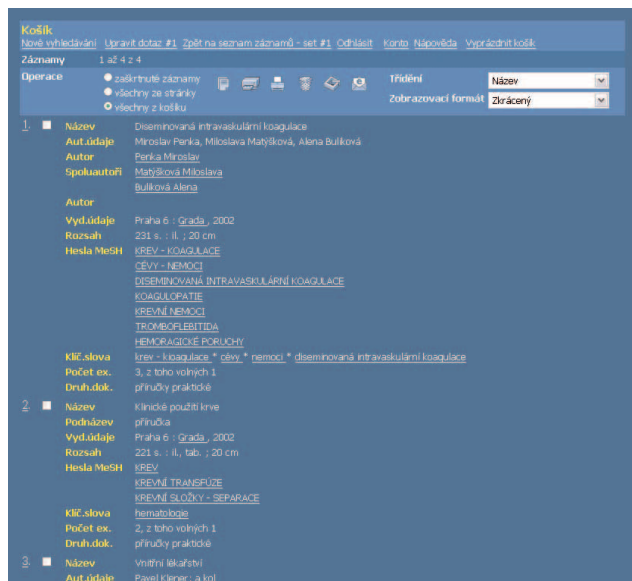 Košík
Nové vyhledávání Upravit dotaz #1 Zpět na seznam záznamů - set #1 Odhlásit Konto Nápověda Vyprázdnit košík
Záznamy 1 až 4 z 4
Operace zaškrtnuté záznamy Třídění Název
všechny ze stránky
všechny z košíku Zobrazovací formát Zkrácený
1. Název Diseminovaná intravaskulární koagulace
Aut.údaje Miroslav Penka, Miloslava Matýšková, Alena Buliková
Autor Penka Miroslav
Spoluautoři Matýšková Miloslava
Buliková Alena
Autor
Vyd.údaje Praha 6 : Grada , 2002
Rozsah 231 s. : il. ; 20 cm
Hesla MeSH KREV - KOAGULACE
CÉVY - NEMOCI
DISEMINOVANÁ INTRAVASKULÁRNÍ KOAGULACE
KOAGULOPATIE
KREVNÍ NEMOCI
TROMBOFLEBITIDA
HEMORAGICKÉ PORUCHY
Klíč.slova krev - kioagulace * cévy * nemoci * diseminovaná intravaskulární koagulace
Počet ex. 3, z toho volných 1
Druh.dok. příručky praktické
2. Název Klinické použití krve
Podnázev příručka
Vyd.údaje Praha 6 : Grada , 2002
Rozsah 221 s. : il., tab. ; 20 cm
Hesla MeSH KREV
KREVNÍ TRANSFÚZE
KREVNÍ SLOŽKY - SEPARACE
Klíč.slova hematologie
Počet ex. 2, z toho volných 1
Druh.dok. příručky praktické
3. Název Vnitřní lékařství
Aut.údaje Pavel Klener; a kol.